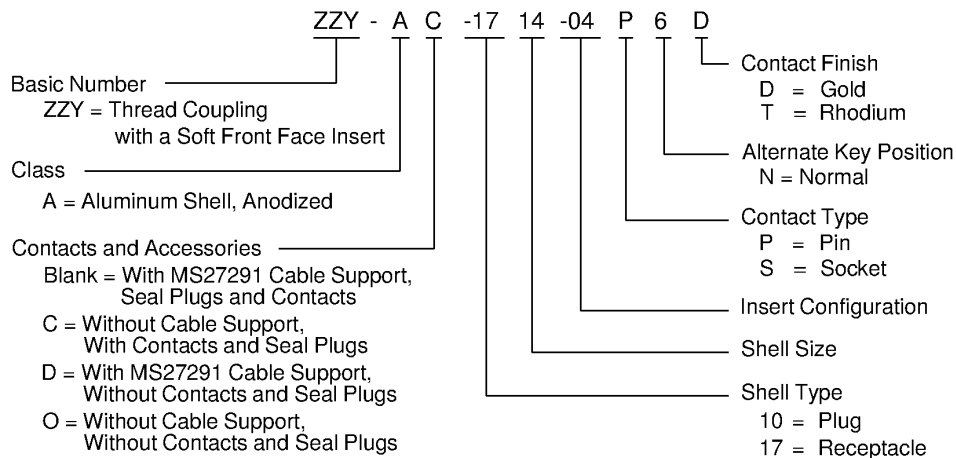 ZZY - A C -17 14 -04 P 6 D
Basic Number
ZZY = Thread Coupling
with a Soft Front Face Insert
Class
A = Aluminum Shell, Anodized
Contacts and Accessories
Blank = With MS27291 Cable Support,
Seal Plugs and Contacts
C = Without Cable Support,
With Contacts and Seal Plugs
D = With MS27291 Cable Support,
Without Contacts and Seal Plugs
O = Without Cable Support,
Without Contacts and Seal Plugs
Contact Finish
D = Gold
T = Rhodium
Alternate Key Position
N = Normal
Contact Type
P = Pin
S = Socket
Insert Configuration
Shell Size
Shell Type
10 = Plug
17 = Receptacle